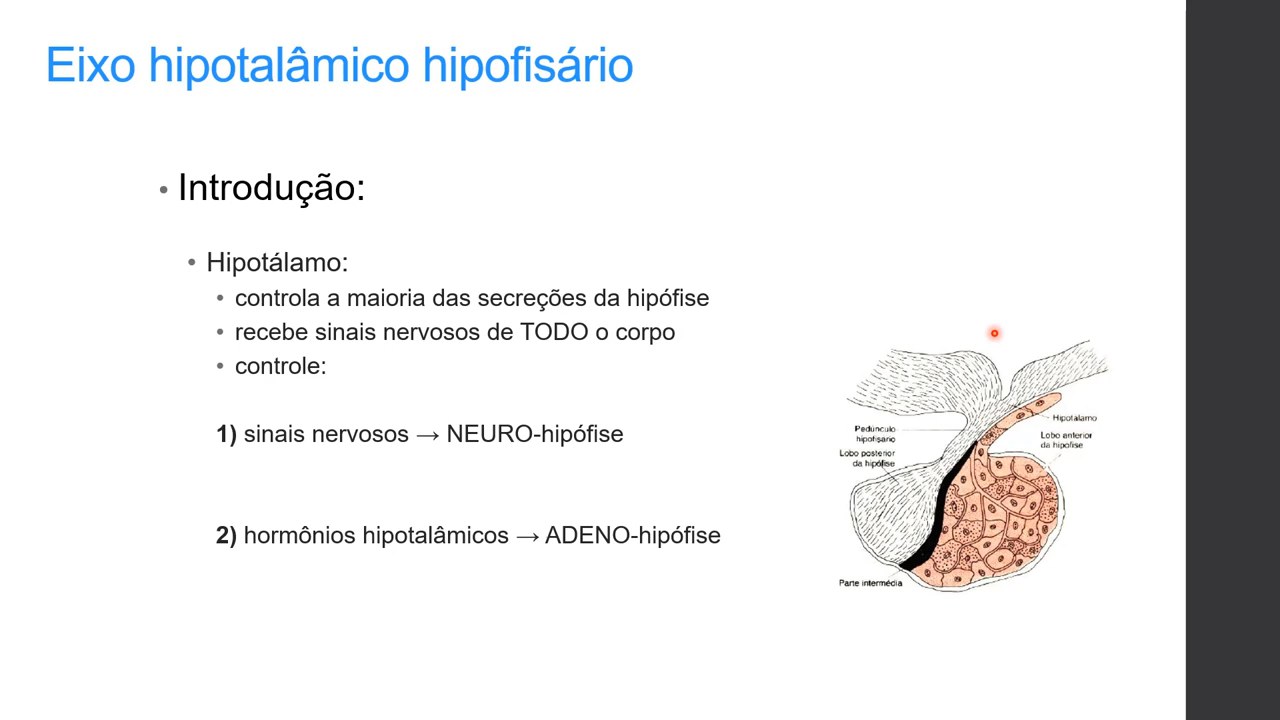 Eixo hipotalâmico hipofisário
• Introdução:
• Hipotálamo:
• controla a maioria das secreções da hipófise
• recebe sinais nervosos de TODO o corpo
• controle:
1) sinais nervosos → NEURO-hipófise
2) hormônios hipotalâmicos → ADENO-hipófise
Hipotálamo
Pedúnculo
hipofisário
Lobo anterior
da hipófise
Lobo posterior
da hipófise
Parte intermédia